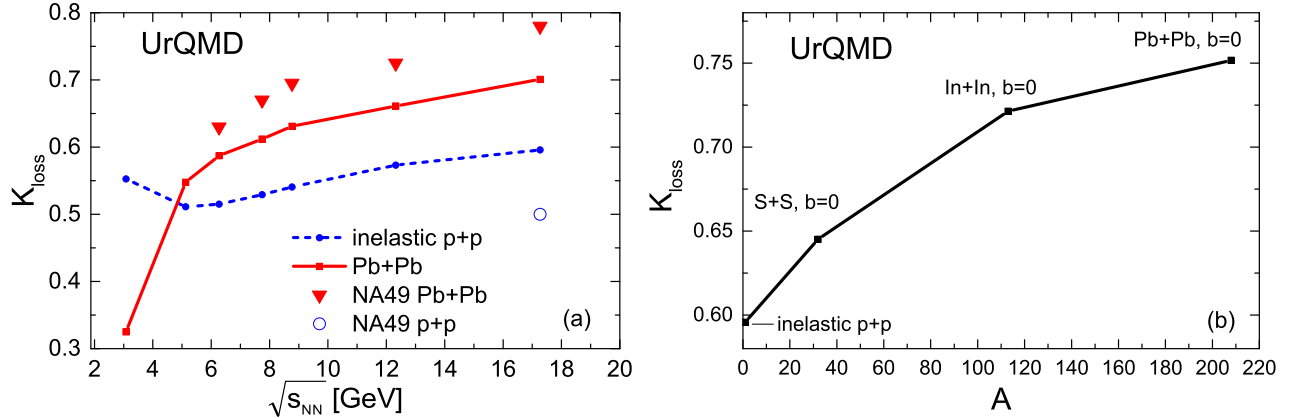 UrQMD
K_loss
0.8
0.7
0.6
0.5
0.4
0.3
inelastic p+p
Pb+Pb
NA49 Pb+Pb
NA49 p+p
(a)
2 4 6 8 10 12 14 16 18 20
√s_NN [GeV]
UrQMD
K_loss
0.75
0.70
0.65
0.60
Pb+Pb, b=0
In+In, b=0
S+S, b=0
inelastic p+p
(b)
0 20 40 60 80 100 120 140 160 180 200 220
A